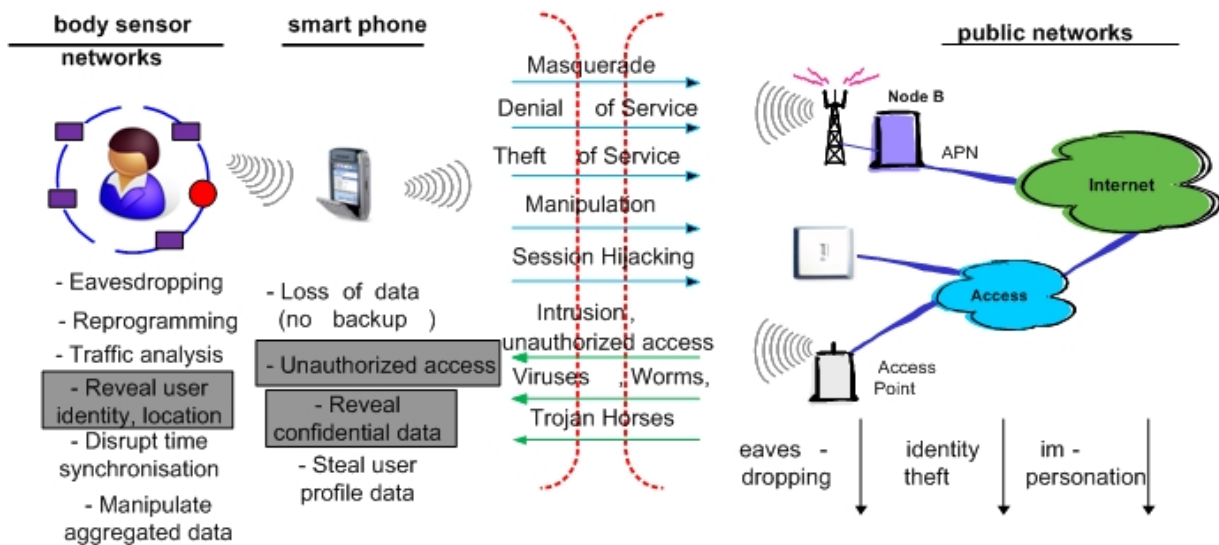 body sensor
networks
- Eavesdropping
- Reprogramming
- Traffic analysis
- Reveal user
identity, location
- Disrupt time
synchronisation
- Manipulate
aggregated data
smart phone
- Loss of data
(no backup )
- Unauthorized access
- Reveal
confidential data
- Steal user
profile data
Masquerade
Denial of Service
Theft of Service
Manipulation
Session Hijacking
Intrusion ,
unauthorized access
Viruses , Worms,
Trojan Horses
public networks
Node B
APN
Internet
Access
Access
Point
eaves -
dropping
identity
theft
im -
personation